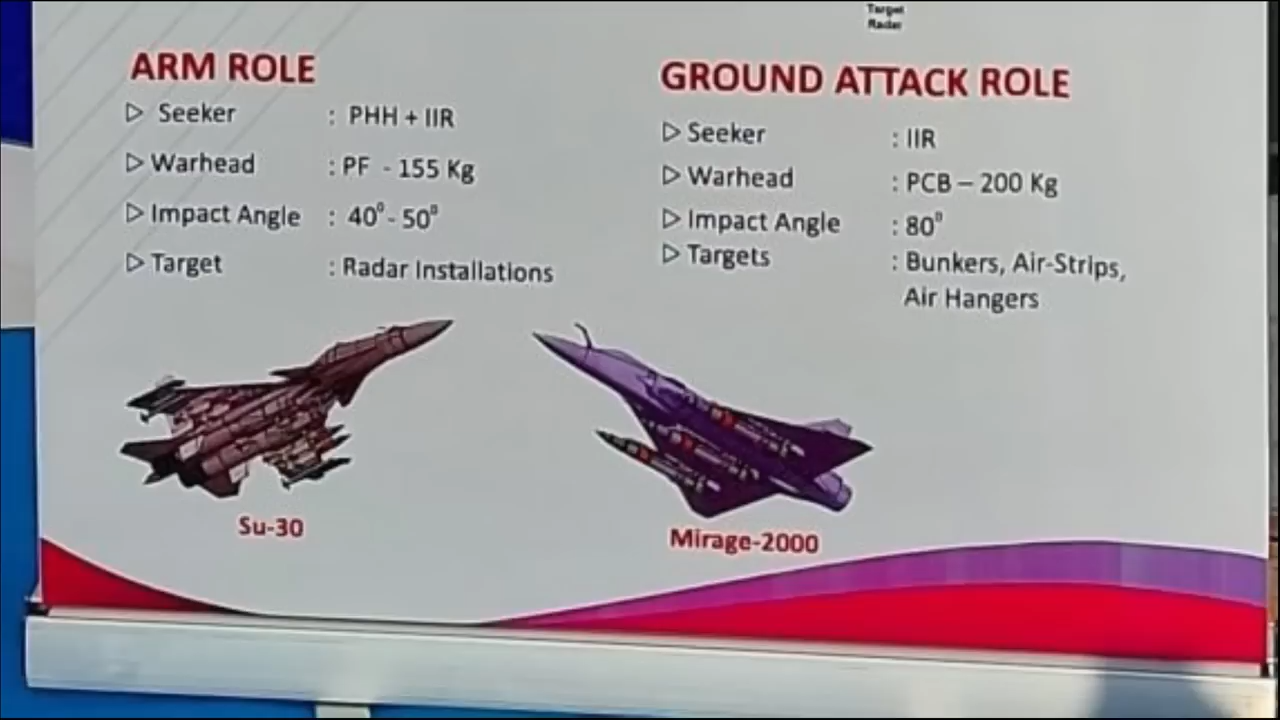 Target
Radar
ARM ROLE
▷ Seeker : PHH + IIR
▷ Warhead : PF - 155 Kg
▷ Impact Angle : 40⁰ - 50⁰
▷ Target : Radar Installations
GROUND ATTACK ROLE
▷ Seeker : IIR
▷ Warhead : PCB – 200 Kg
▷ Impact Angle : 80⁰
▷ Targets : Bunkers, Air-Strips,
Air Hangers
Su-30
Mirage-2000